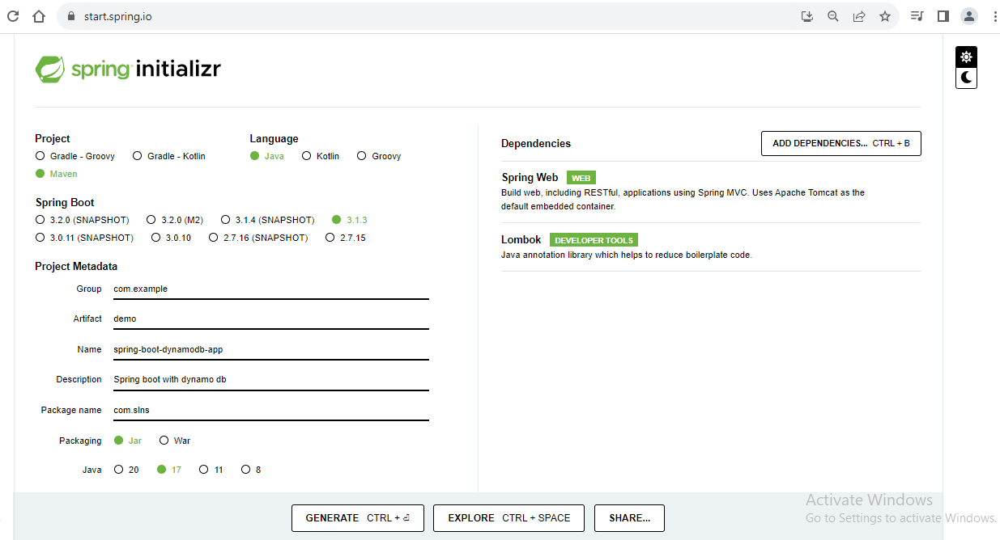 start.spring.io
spring initializr
Project
Gradle - Groovy Gradle - Kotlin
Maven
Language
Java Kotlin Groovy
Spring Boot
3.2.0 (SNAPSHOT) 3.2.0 (M2) 3.1.4 (SNAPSHOT) 3.1.3
3.0.11 (SNAPSHOT) 3.0.10 2.7.16 (SNAPSHOT) 2.7.15
Project Metadata
Group com.example
Artifact demo
Name spring-boot-dynamodb-app
Description Spring boot with dynamo db
Package name com.slns
Packaging Jar War
Java 20 17 11 8
Dependencies
ADD DEPENDENCIES... CTRL + B
Spring Web WEB
Build web, including RESTful, applications using Spring MVC. Uses Apache Tomcat as the
default embedded container.
Lombok DEVELOPER TOOLS
Java annotation library which helps to reduce boilerplate code.
GENERATE CTRL + ⏎ EXPLORE CTRL + SPACE SHARE...
Activate Windows
Go to Settings to activate Windows.